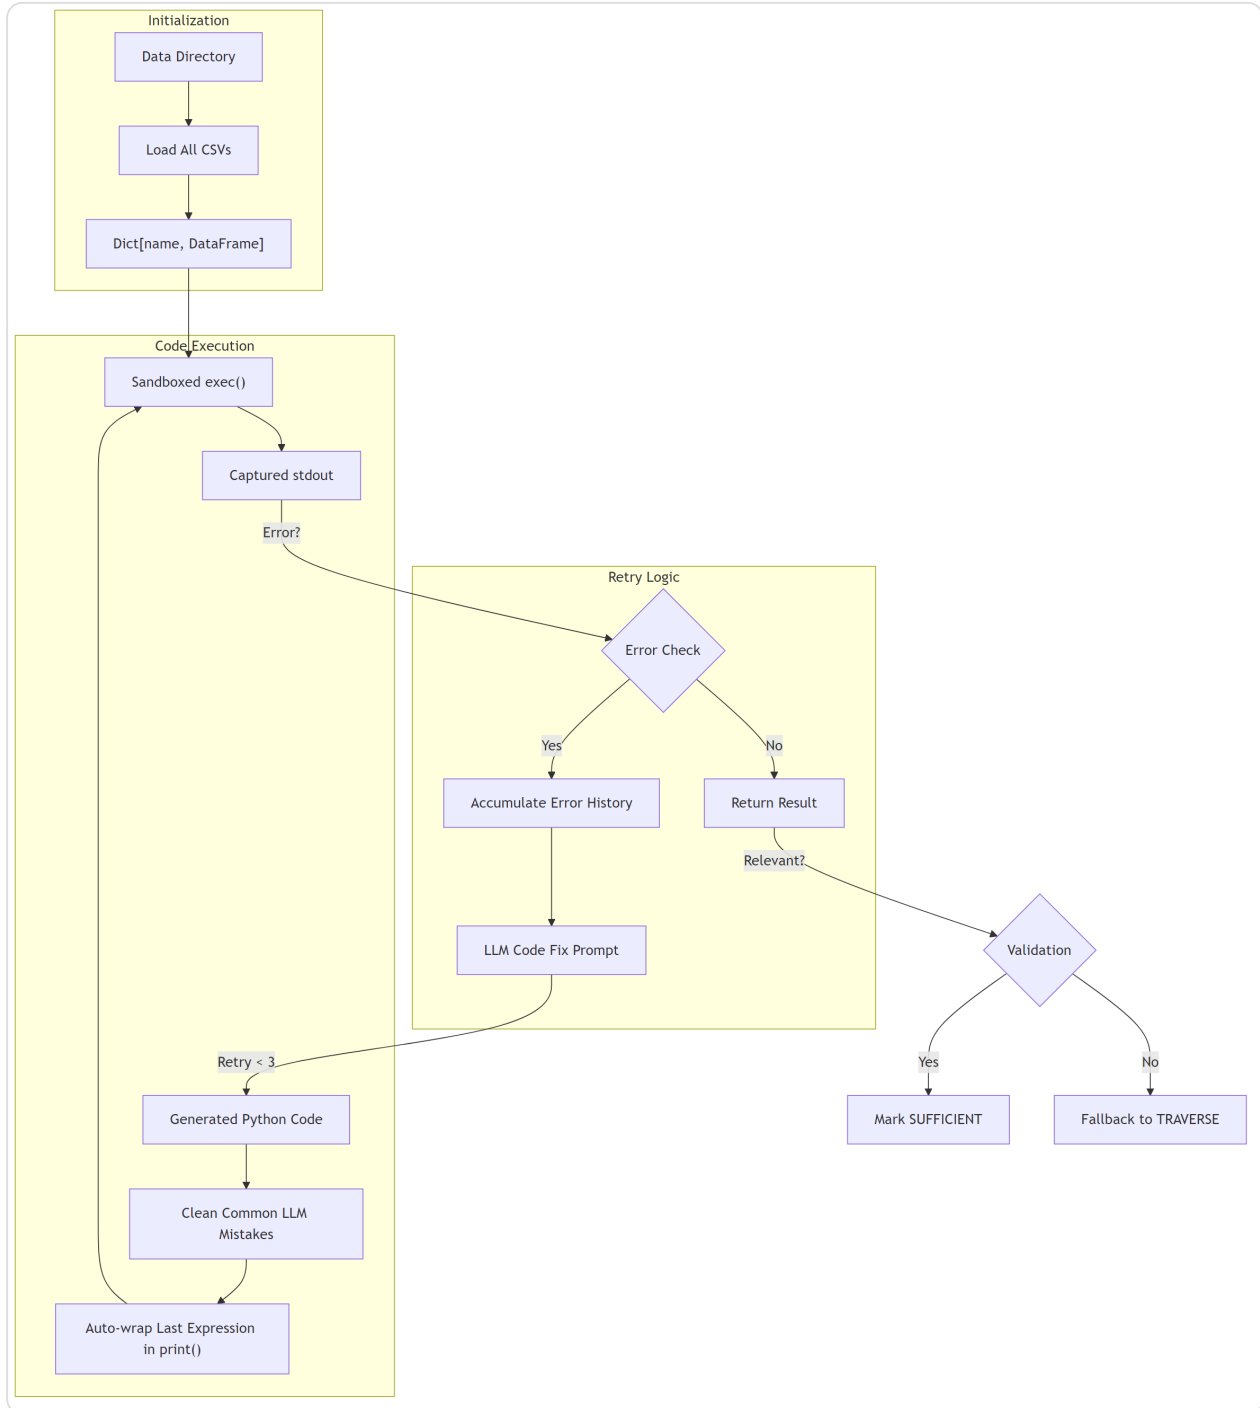 Initialization
Data Directory
Load All CSVs
Dict[name, DataFrame]
Code Execution
Sandboxed exec()
Captured stdout
Error?
Retry Logic
Error Check
Yes
No
Accumulate Error History
Return Result
Relevant?
LLM Code Fix Prompt
Validation
Retry < 3
Yes
No
Generated Python Code
Mark SUFFICIENT
Fallback to TRAVERSE
Clean Common LLM
Mistakes
Auto-wrap Last Expression
in print()